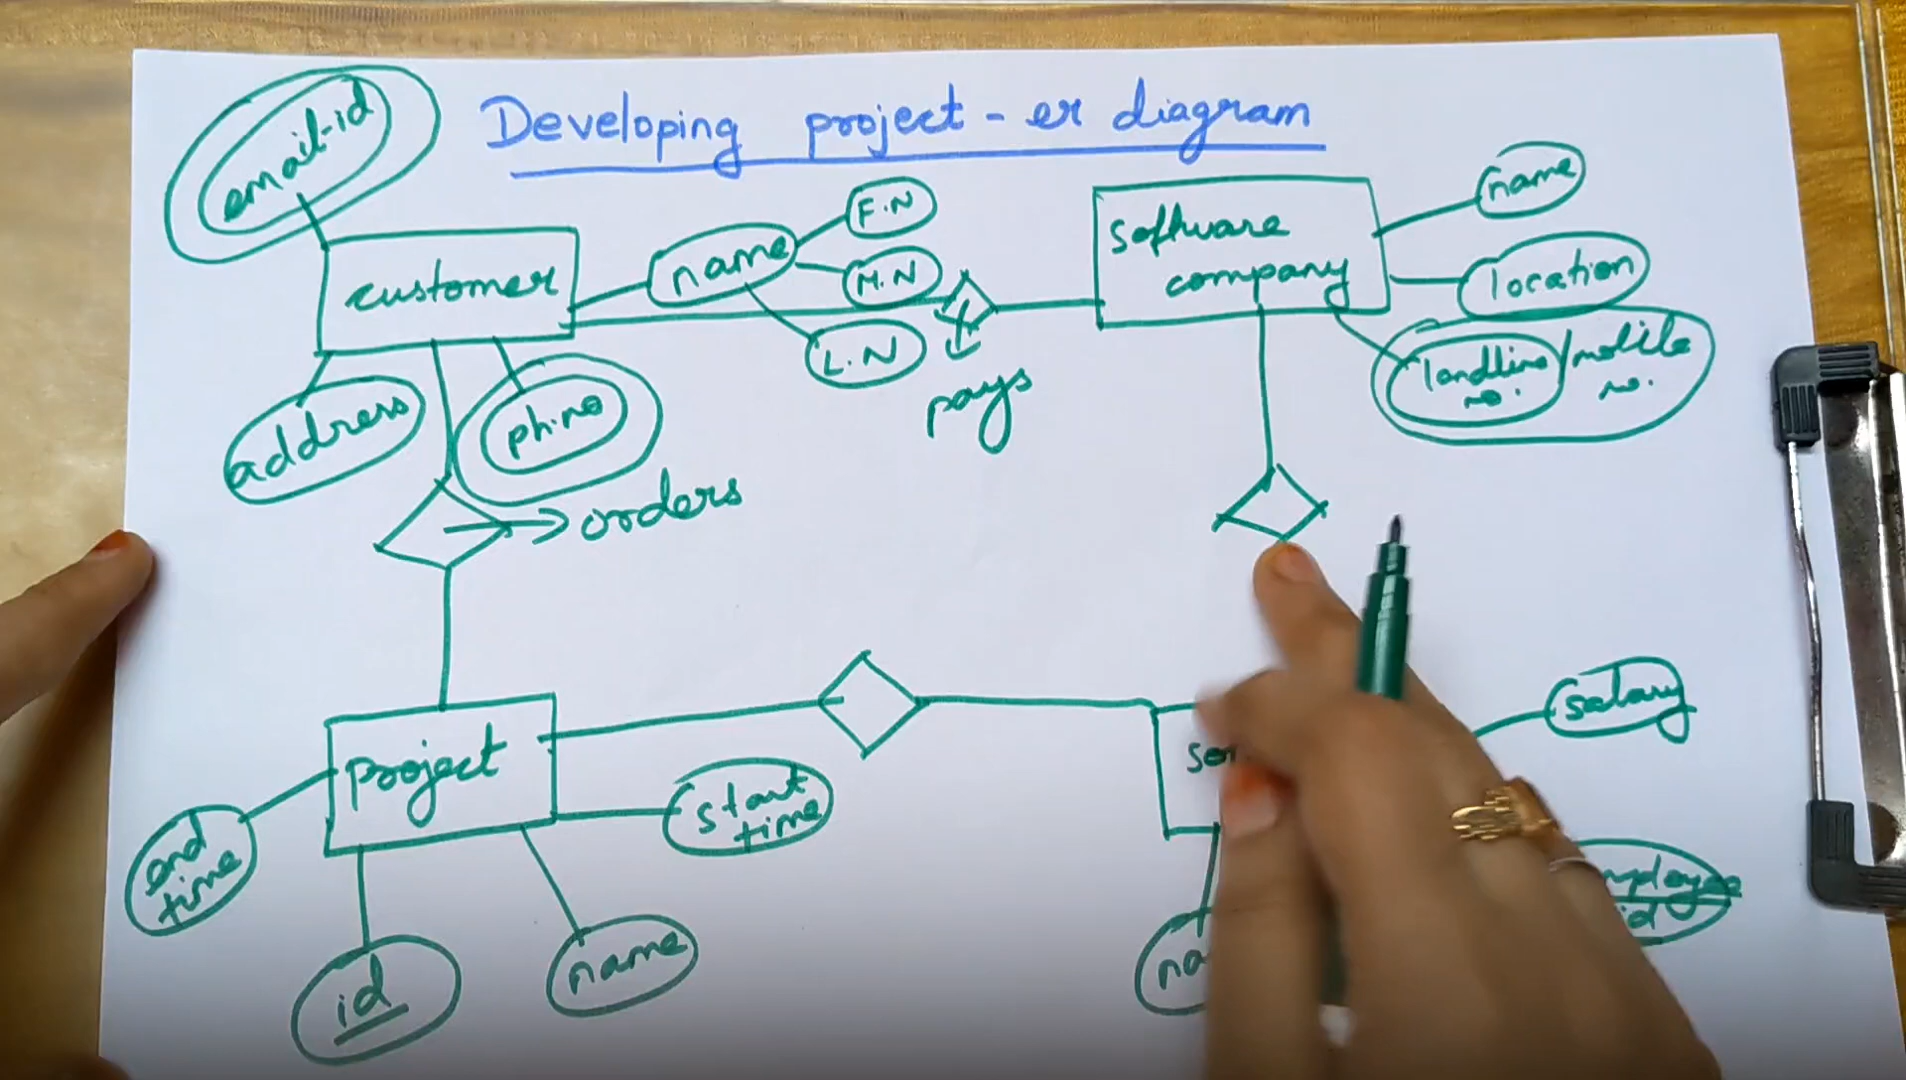 Developing project - er diagram
email-id
customer
name
F.N
M.N
L.N
address
ph.no
pays
orders
software
company
name
location
landline / mobile
no. no.
project
start
time
end
time
id
name
salary
id